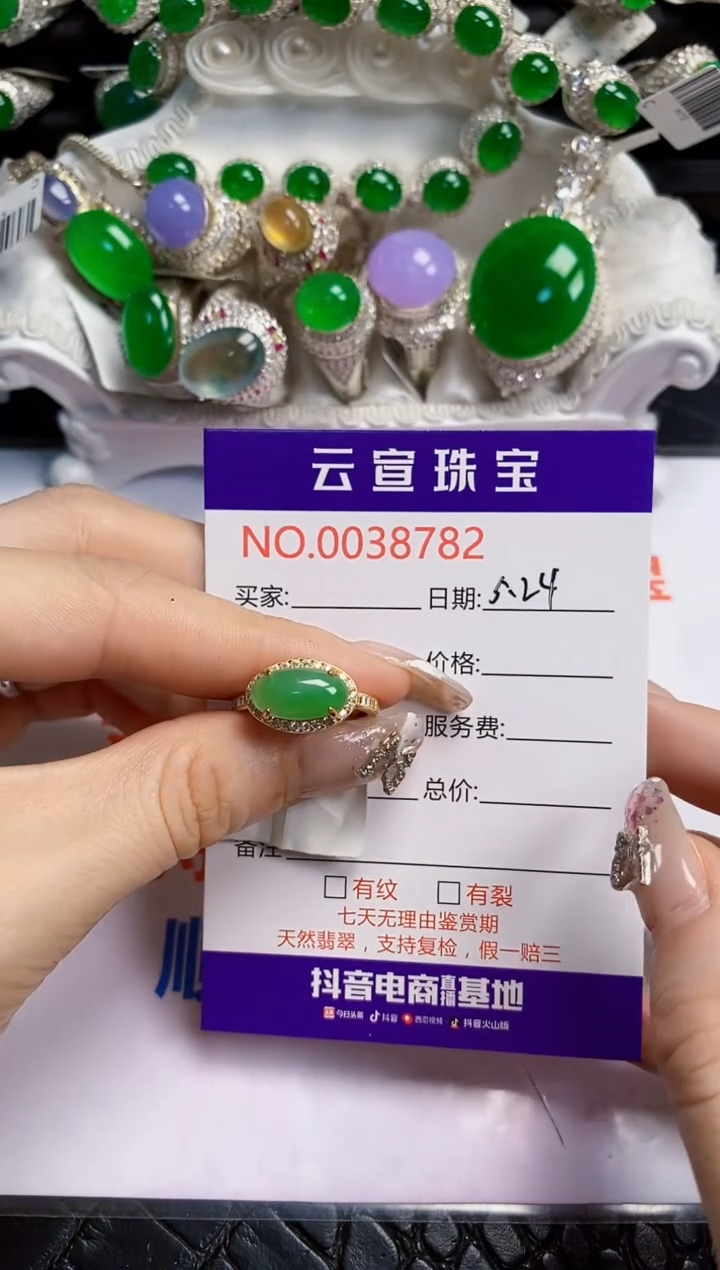 云宣珠宝
NO.0038782
买家: 日期: 5.24
价格:
服务费:
总价:
备注
有纹 有裂
七天无理由鉴赏期
天然翡翠，支持复检，假一赔三
抖音电商直播基地
今日头条 抖音 西瓜视频 抖音火山版
顺